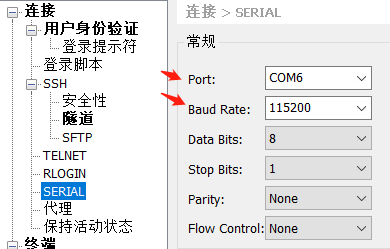 连接
用户身份验证
登录提示符
登录脚本
SSH
安全性
隧道
SFTP
TELNET
RLOGIN
SERIAL
代理
保持活动状态
终端
连接 > SERIAL
常规
Port: COM6
Baud Rate: 115200
Data Bits: 8
Stop Bits: 1
Parity: None
Flow Control: None